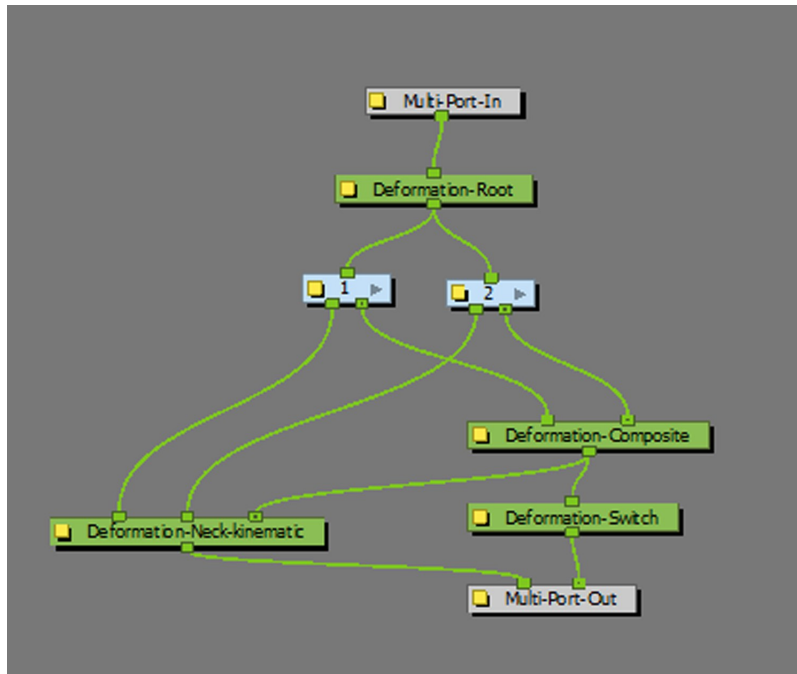 Multi-Port-In
Deformation-Root
1
2
Deformation-Composite
Deformation-Switch
Deformation-Neck-kinematic
Multi-Port-Out